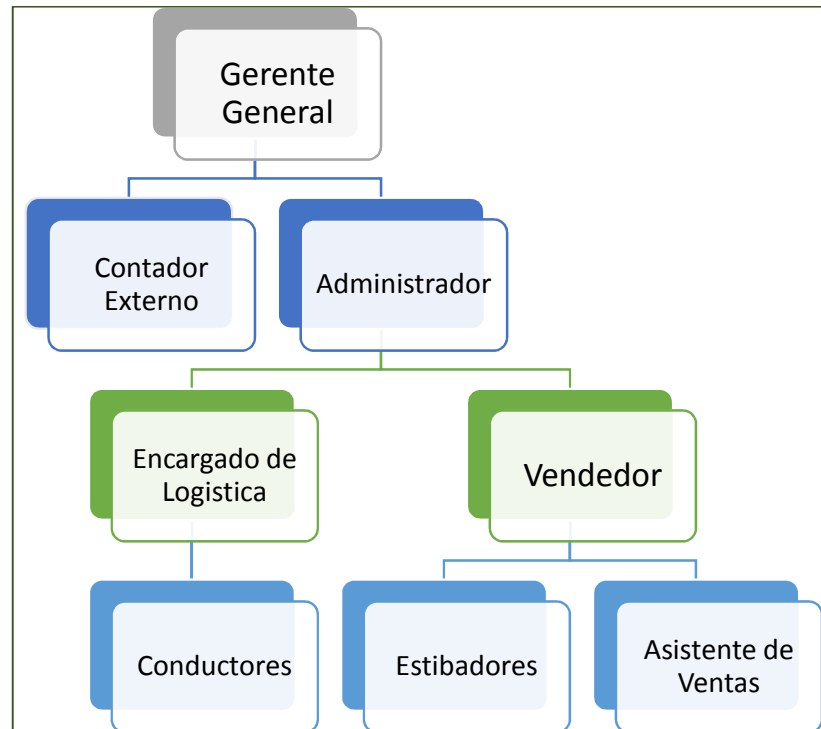 Gerente
General
Contador
Externo
Administrador
Encargado de
Logistica
Vendedor
Conductores
Estibadores
Asistente de
Ventas